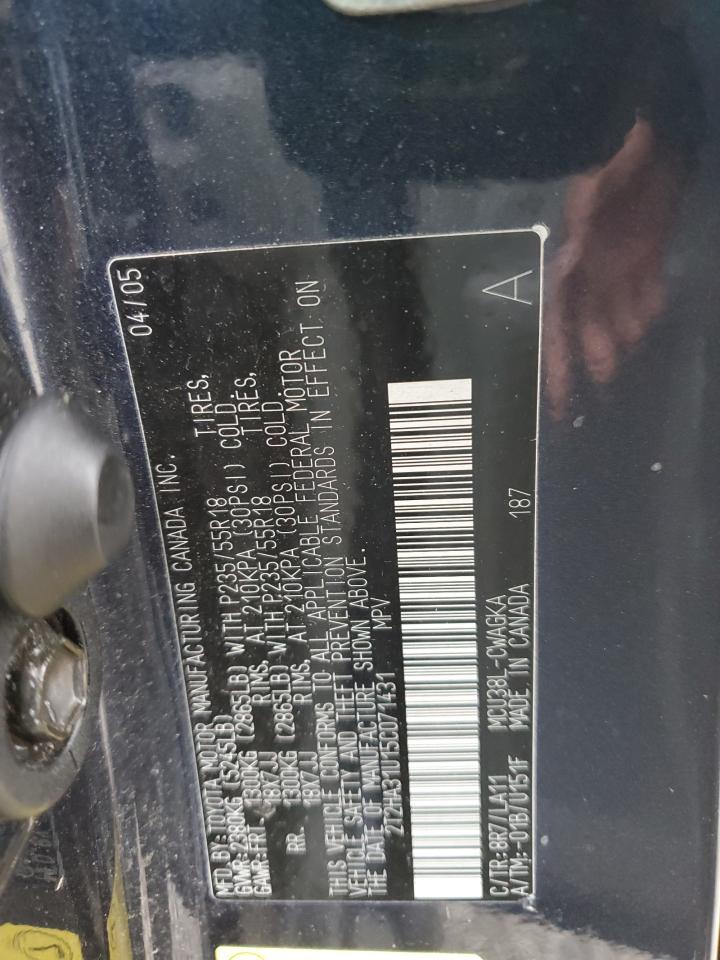 MFD.BY:TOYOTA MOTOR MANUFACTURING CANADA INC. 04/05
GVWR:2380KG (5245LB)
GAWR:FRT. 1300KG (2865LB) WITH P235/55R18 TIRES,
18X7JJ RIMS, AT 210KPA (30PSI) COLD
RR. 1300KG (2865LB) WITH P235/55R18 TIRES,
18X7JJ RIMS, AT 210KPA (30PSI) COLD
THIS VEHICLE CONFORMS TO ALL APPLICABLE FEDERAL MOTOR
VEHICLE SAFETY AND THEFT PREVENTION STANDARDS IN EFFECT ON
THE DATE OF MANUFACTURE SHOWN ABOVE.
MPV
C/TR:8R7/LA11 MCU38L-CWAGKA 187 A
A/TM:-01B/U151F MADE IN CANADA